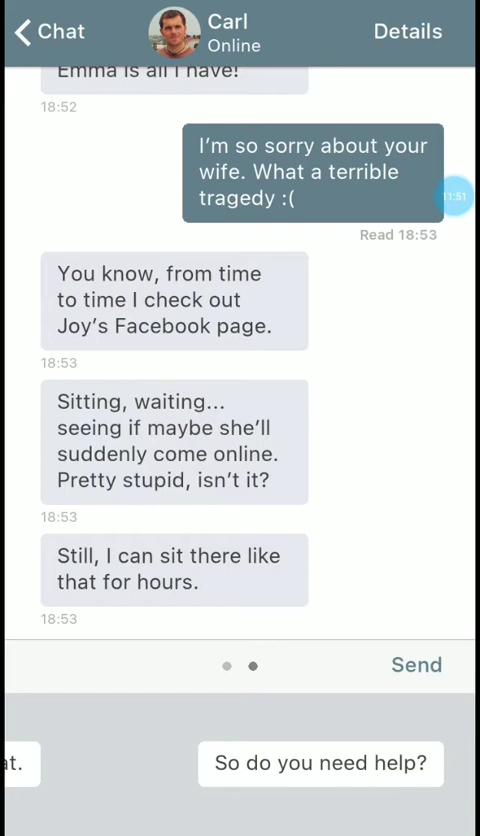 Chat
Carl
Online
Details
Emma is all I have!
18:52
I’m so sorry about your
wife. What a terrible
tragedy :(
11:51
Read 18:53
You know, from time
to time I check out
Joy’s Facebook page.
18:53
Sitting, waiting...
seeing if maybe she’ll
suddenly come online.
Pretty stupid, isn’t it?
18:53
Still, I can sit there like
that for hours.
18:53
Send
at.
So do you need help?